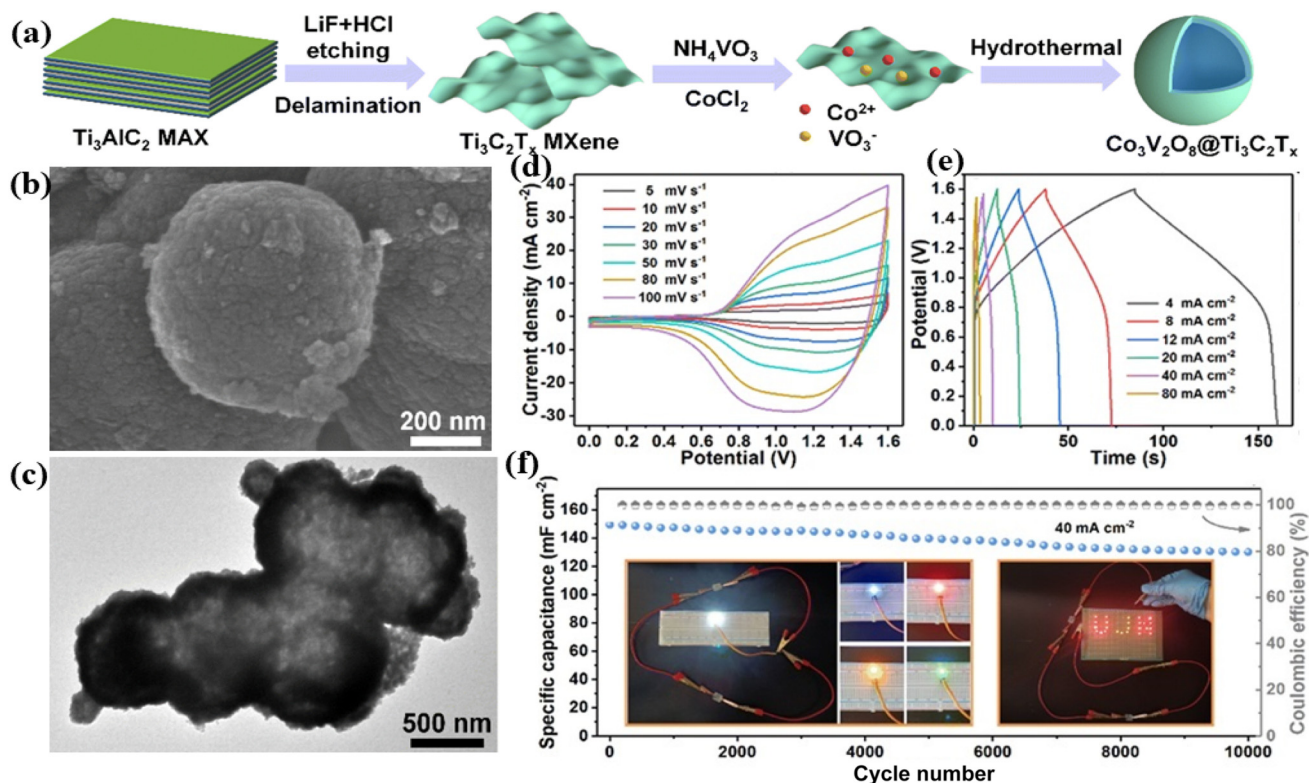 (a)
LiF+HCl
etching
Delamination
NH₄VO₃
CoCl₂
Hydrothermal
Ti₃AlC₂ MAX
Ti₃C₂Tₓ MXene
Co²⁺
VO₃⁻
Co₃V₂O₈@Ti₃C₂Tₓ
(b)
200 nm
(c)
500 nm
(d)
Current density (mA cm⁻²)
40
30
20
10
0
-10
-20
-30
5 mV s⁻¹
10 mV s⁻¹
20 mV s⁻¹
30 mV s⁻¹
50 mV s⁻¹
80 mV s⁻¹
100 mV s⁻¹
0.0 0.2 0.4 0.6 0.8 1.0 1.2 1.4 1.6
Potential (V)
(e)
Potential (V)
1.6
1.4
1.2
1.0
0.8
0.6
0.4
0.2
0.0
4 mA cm⁻²
8 mA cm⁻²
12 mA cm⁻²
20 mA cm⁻²
40 mA cm⁻²
80 mA cm⁻²
0 50 100 150
Time (s)
(f)
Specific capacitance (mF cm⁻²)
160
140
120
100
80
60
40
20
0
40 mA cm⁻²
UJN
100
80
60
40
20
0
Coulombic efficiency (%)
0 2000 4000 6000 8000 10000
Cycle number